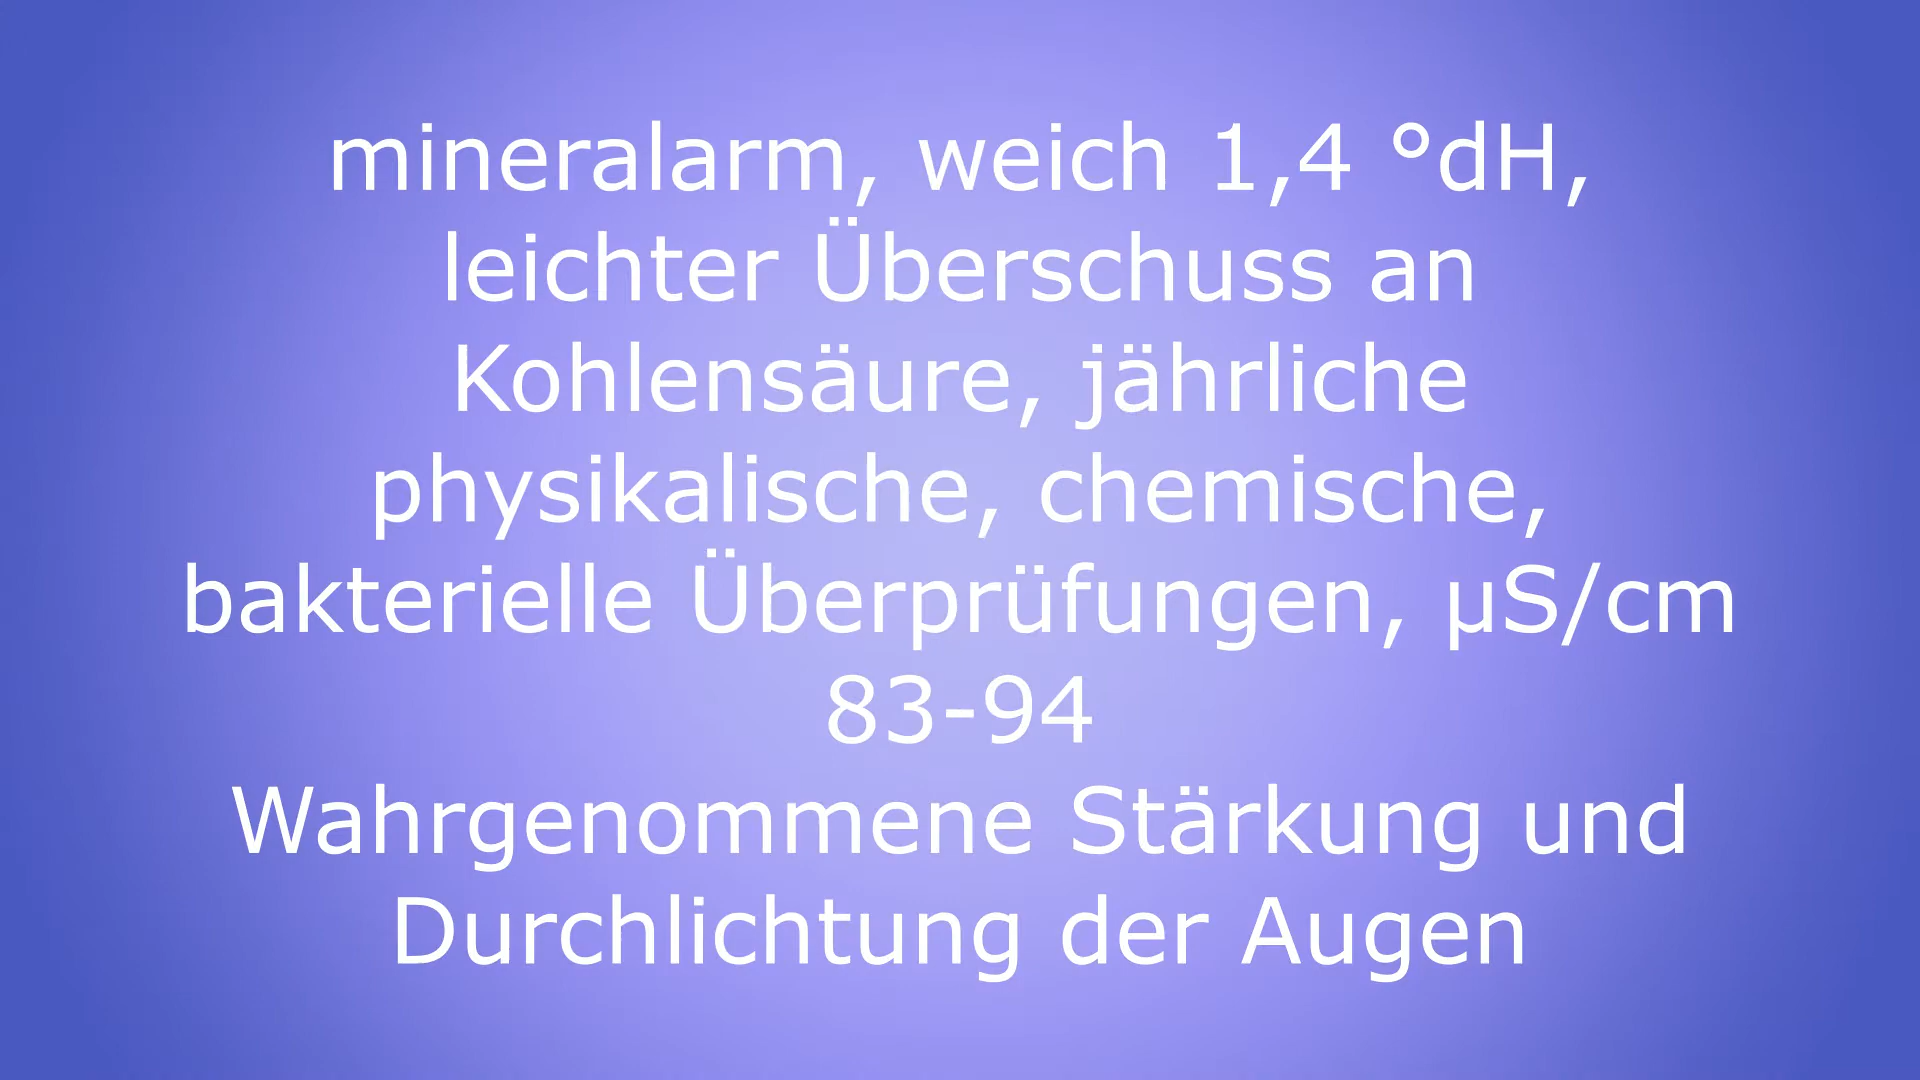 mineralarm, weich 1,4 °dH,
leichter Überschuss an
Kohlensäure, jährliche
physikalische, chemische,
bakterielle Überprüfungen, µS/cm
83-94
Wahrgenommene Stärkung und
Durchlichtung der Augen